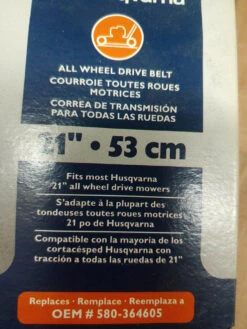 ALL WHEEL DRIVE BELT
COURROIE TOUTES ROUES
MOTRICES
CORREA DE TRANSMISIÓN
PARA TODAS LAS RUEDAS
21" • 53 cm
Fits most Husqvarna
21" all wheel drive mowers
S'adapte à la plupart des
tondeuses toutes roues motrices
21 po de Husqvarna
Compatible con la mayoria de los
cortacésped Husqvarna con
tracción a todas las ruedas de 21"
Replaces • Remplace • Reemplaza a
OEM # 580-364605